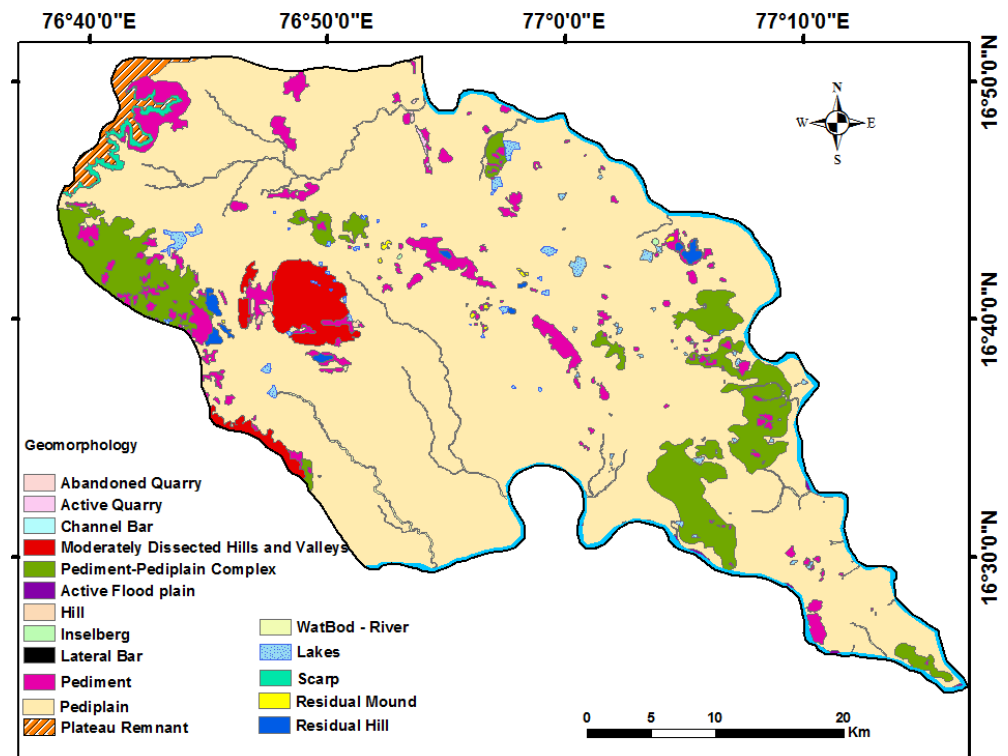 76°40'0"E 76°50'0"E 77°0'0"E 77°10'0"E
16°50'0"N
N
W E
S
16°40'0"N
Geomorphology
Abandoned Quarry
Active Quarry
Channel Bar
Moderately Dissected Hills and Valleys
Pediment-Pediplain Complex
Active Flood plain
Hill
Inselberg
Lateral Bar
Pediment
Pediplain
Plateau Remnant
WatBod - River
Lakes
Scarp
Residual Mound
Residual Hill
16°30'0"N
0 5 10 20
Km